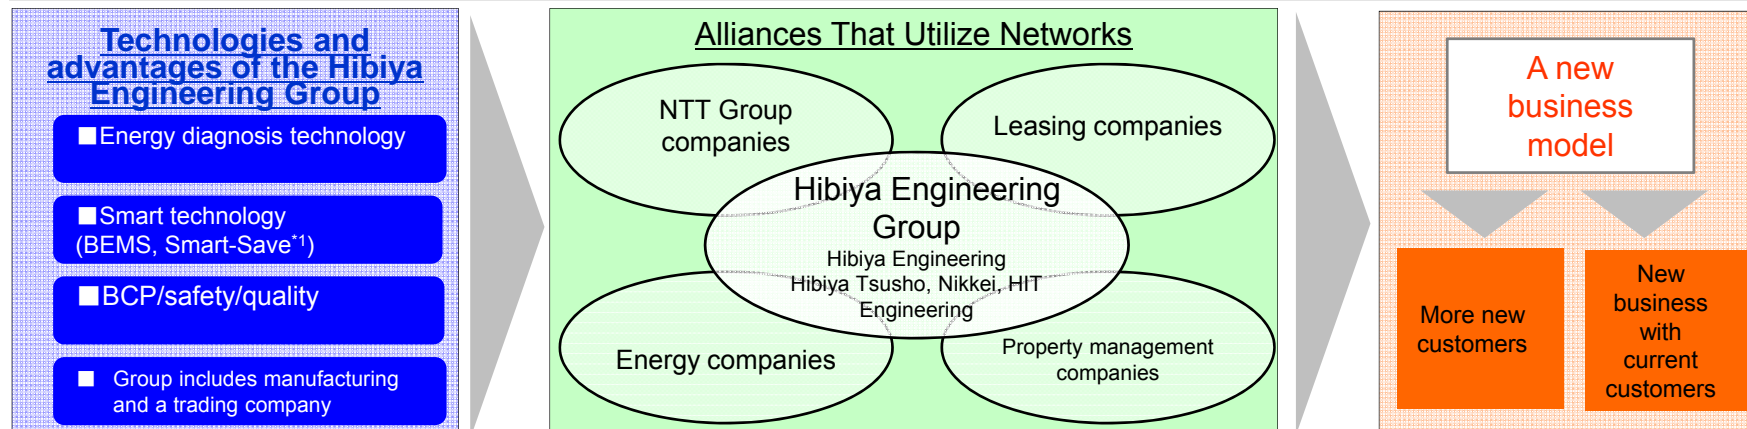 Technologies and
advantages of the Hibiya
Engineering Group
■Energy diagnosis technology
■Smart technology
(BEMS, Smart-Save*1)
■BCP/safety/quality
■ Group includes manufacturing
and a trading company
Alliances That Utilize Networks
NTT Group
companies
Leasing companies
Hibiya Engineering
Group
Hibiya Engineering
Hibiya Tsusho, Nikkei, HIT
Engineering
Energy companies
Property management
companies
A new
business
model
More new
customers
New
business
with
current
customers